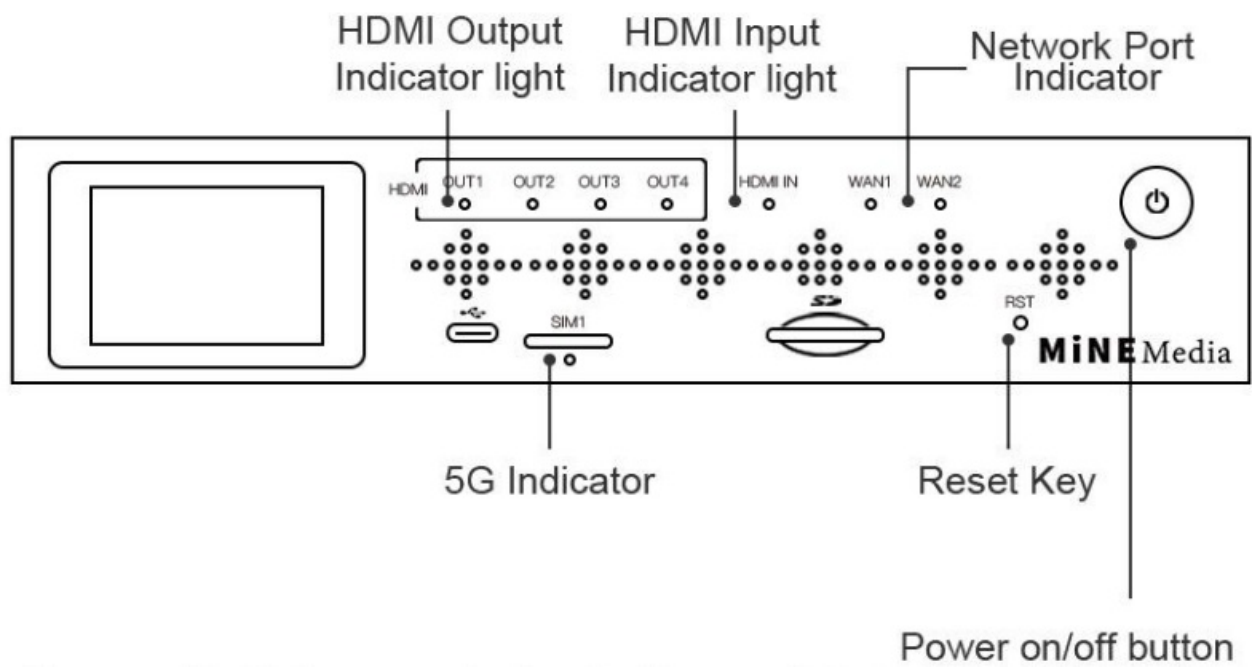 HDMI Output
Indicator light
HDMI Input
Indicator light
Network Port
Indicator
HDMI
OUT1
OUT2
OUT3
OUT4
HDMI IN
WAN1
WAN2
SIM1
RST
MiNE Media
5G Indicator
Reset Key
Power on/off button